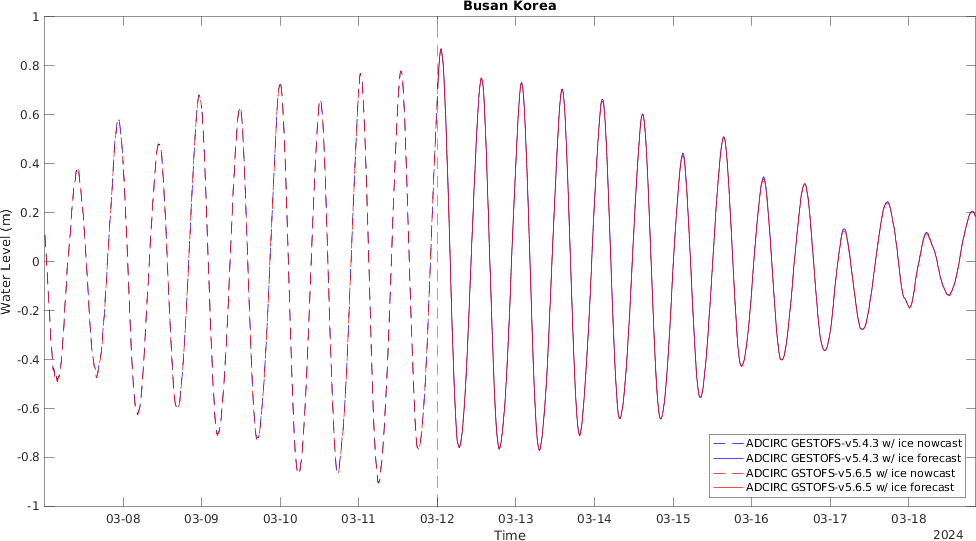 Busan Korea
Water Level (m)
1
0.8
0.6
0.4
0.2
0
-0.2
-0.4
-0.6
-0.8
-1
ADCIRC GESTOFS-v5.4.3 w/ ice nowcast
ADCIRC GESTOFS-v5.4.3 w/ ice forecast
ADCIRC GSTOFS-v5.6.5 w/ ice nowcast
ADCIRC GSTOFS-v5.6.5 w/ ice forecast
03-08 03-09 03-10 03-11 03-12 03-13 03-14 03-15 03-16 03-17 03-18
Time
2024